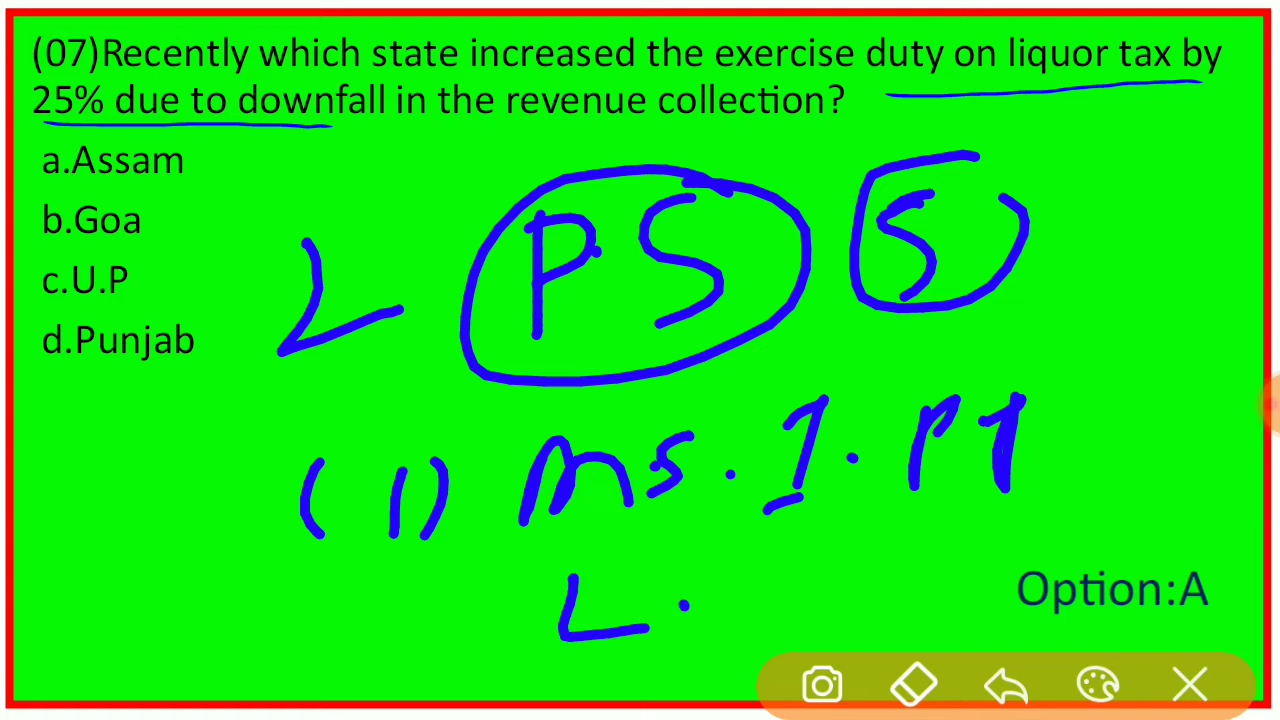 (07)Recently which state increased the exercise duty on liquor tax by
25% due to downfall in the revenue collection?
a.Assam
b.Goa
c.U.P
d.Punjab
P S S
L
(1)
L.
Option:A